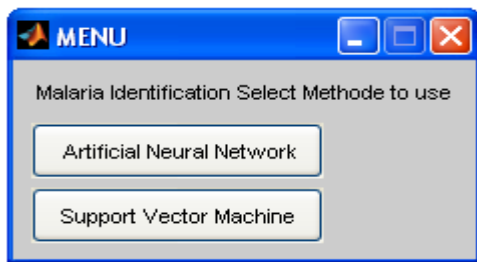 MENU
Malaria Identification Select Methode to use
Artificial Neural Network
Support Vector Machine